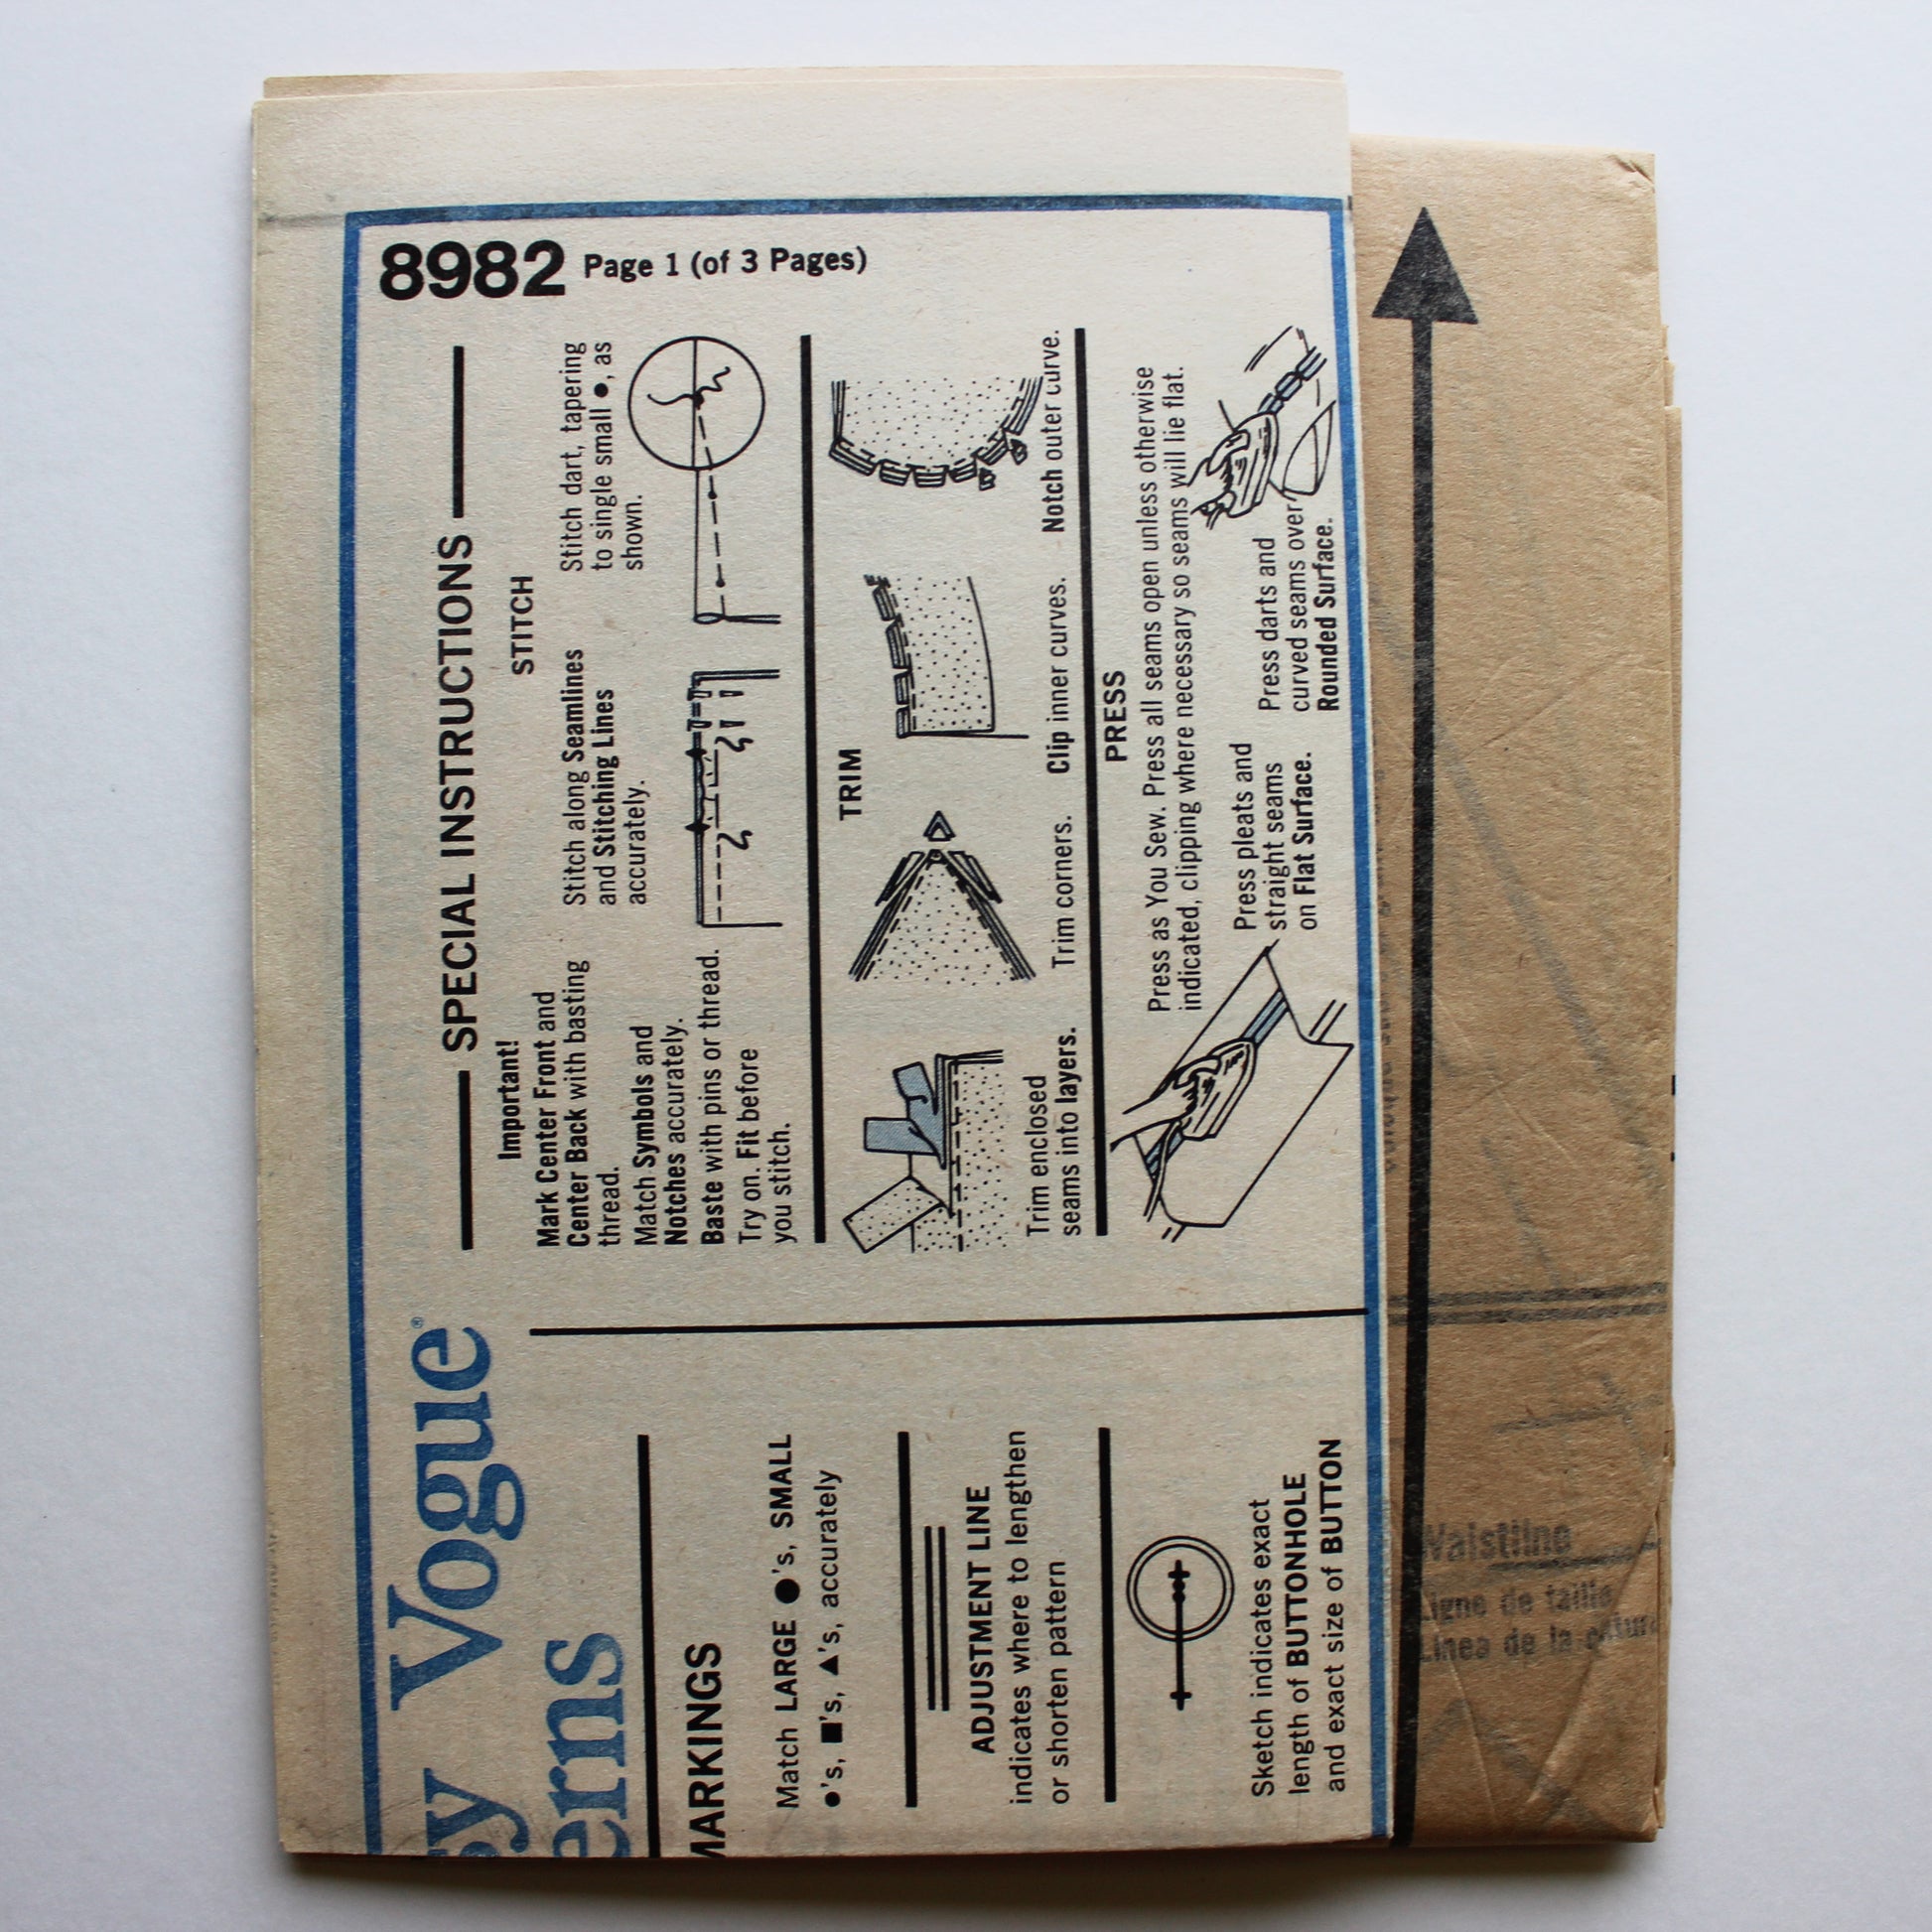 8982 Page 1 (of 3 Pages)
Vogue®
SPECIAL INSTRUCTIONS
Important!
Mark Center Front and
Center Back with basting
thread.
Match Symbols and
Notches accurately.
Baste with pins or thread.
Try on. Fit before
you stitch.
STITCH
Stitch along Seamlines
and Stitching Lines
accurately.
Stitch dart, tapering
to single small ●, as
shown.
TRIM
Trim enclosed
seams into layers.
Trim corners.
Clip inner curves.
Notch outer curve.
PRESS
Press as You Sew. Press all seams open unless otherwise
indicated, clipping where necessary so seams will lie flat.
Press pleats and
straight seams
on Flat Surface.
Press darts and
curved seams over
Rounded Surface.
MARKINGS
Match LARGE ●'s, SMALL
●'s, ■'s, ▲'s, accurately
ADJUSTMENT LINE
indicates where to lengthen
or shorten pattern
Sketch indicates exact
length of BUTTONHOLE
and exact size of BUTTON
Waistline
Ligne de taille
Linea de la